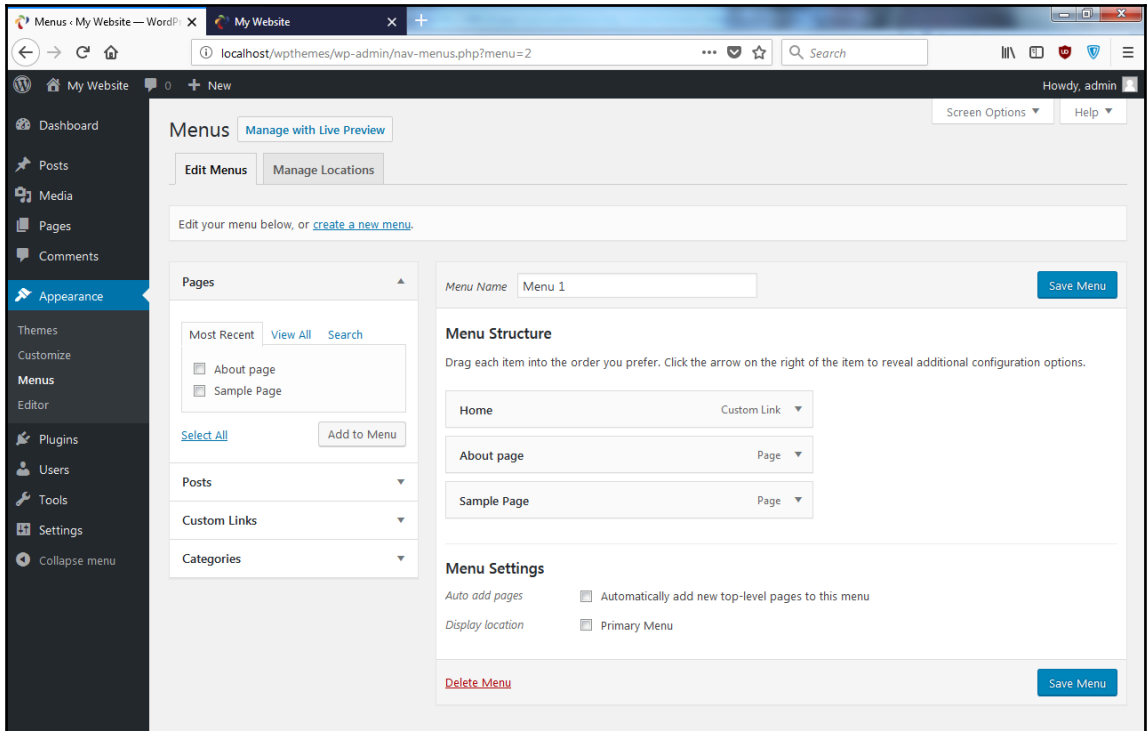 Menus ‹ My Website — WordPr
My Website
localhost/wpthemes/wp-admin/nav-menus.php?menu=2
Search
My Website 0 New
Howdy, admin
Dashboard
Posts
Media
Pages
Comments
Appearance
Themes
Customize
Menus
Editor
Plugins
Users
Tools
Settings
Collapse menu
Screen Options
Help
Menus
Manage with Live Preview
Edit Menus
Manage Locations
Edit your menu below, or create a new menu.
Pages
Most Recent View All Search
About page
Sample Page
Select All
Add to Menu
Posts
Custom Links
Categories
Menu Name Menu 1
Save Menu
Menu Structure
Drag each item into the order you prefer. Click the arrow on the right of the item to reveal additional configuration options.
Home Custom Link
About page Page
Sample Page Page
Menu Settings
Auto add pages Automatically add new top-level pages to this menu
Display location Primary Menu
Delete Menu
Save Menu